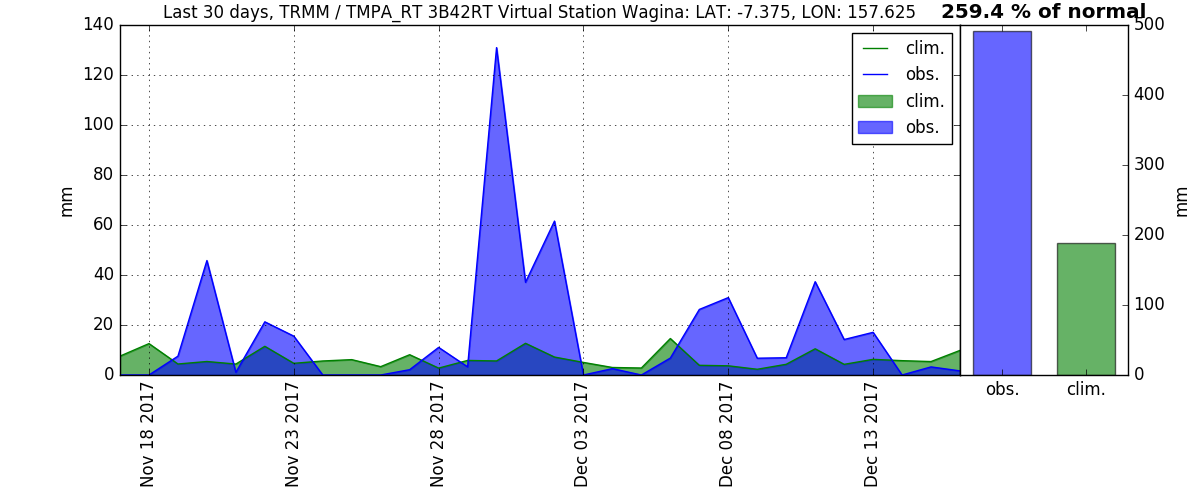 Last 30 days, TRMM / TMPA_RT 3B42RT Virtual Station Wagina: LAT: -7.375, LON: 157.625
259.4 % of normal
140
120
100
80
60
40
20
0
mm
clim.
obs.
clim.
obs.
Nov 18 2017
Nov 23 2017
Nov 28 2017
Dec 03 2017
Dec 08 2017
Dec 13 2017
500
400
300
200
100
0
mm
obs.
clim.